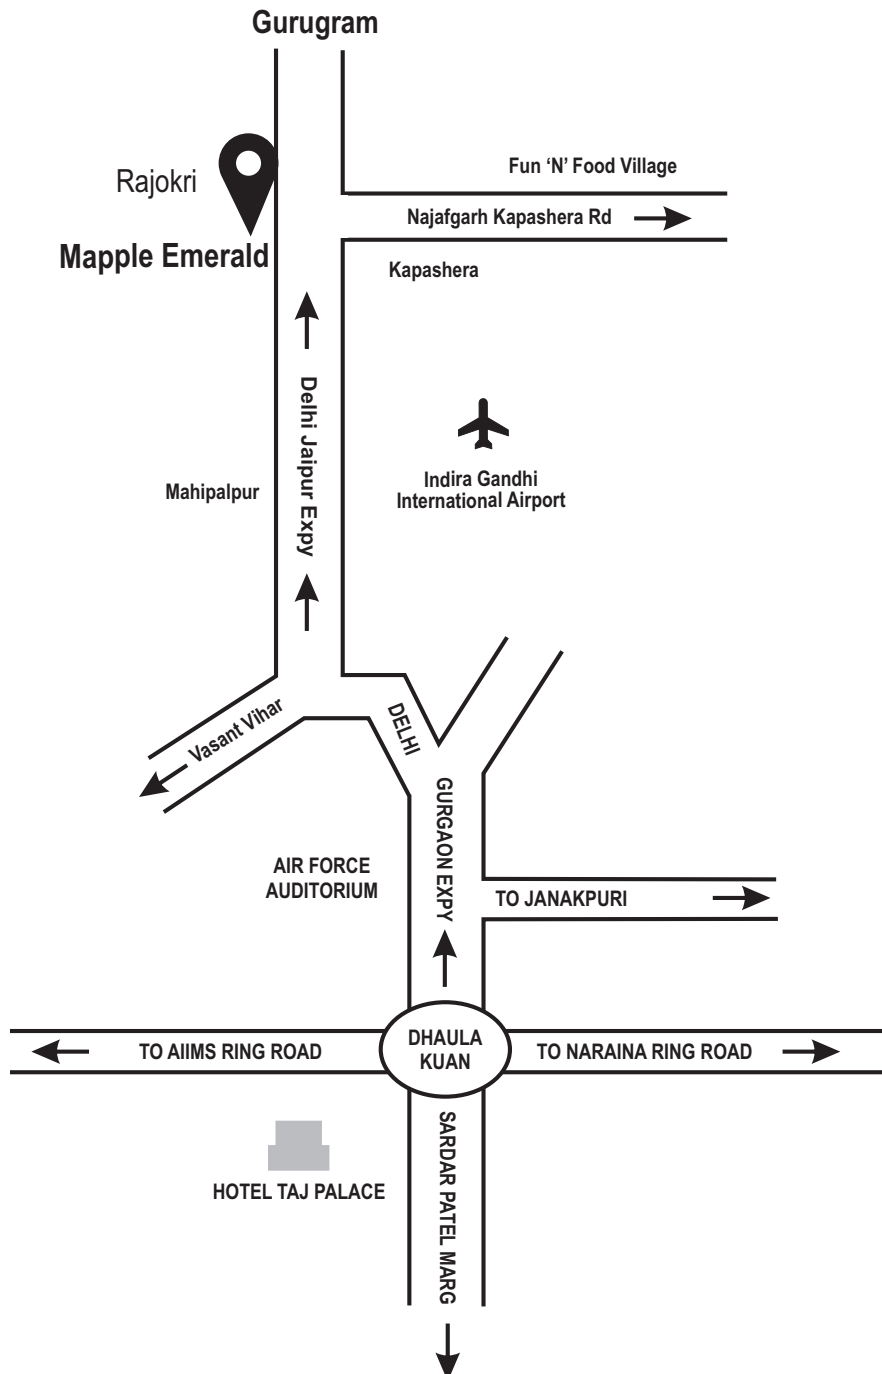 Gurugram
Fun ‘N’ Food Village
Rajokri
Najafgarh Kapashera Rd
Mapple Emerald
Kapashera
Delhi Jaipur Expy
Mahipalpur
Indira Gandhi
International Airport
Vasant Vihar
DELHI
GURGAON EXPY
AIR FORCE
AUDITORIUM
TO JANAKPURI
TO AIIMS RING ROAD
DHAULA
KUAN
TO NARAINA RING ROAD
SARDAR PATEL MARG
HOTEL TAJ PALACE